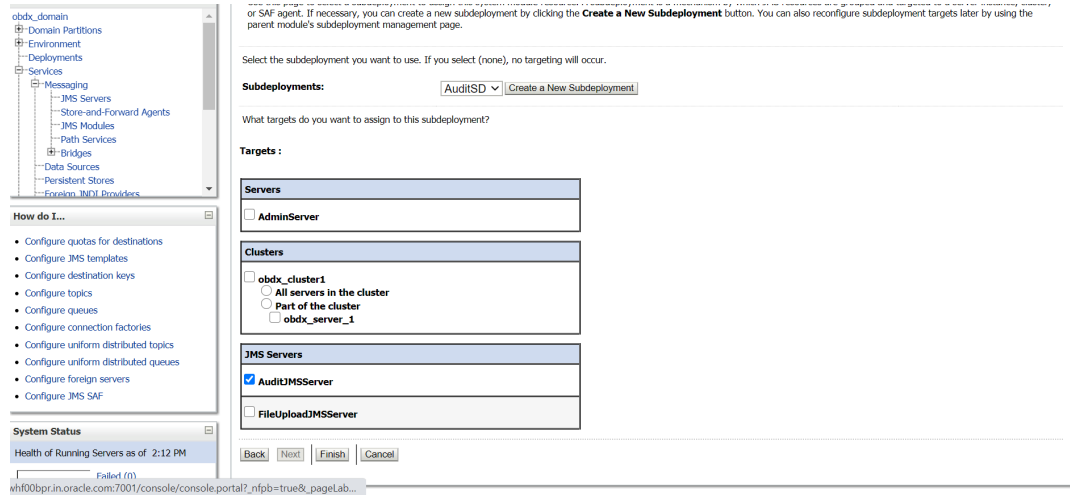 or SAF agent. If necessary, you can create a new subdeployment by clicking the Create a New Subdeployment button. You can also reconfigure subdeployment targets later by using the
parent module's subdeployment management page.
obdx_domain
Domain Partitions
Environment
Deployments
Services
Messaging
JMS Servers
Store-and-Forward Agents
JMS Modules
Path Services
Bridges
Data Sources
Persistent Stores
Foreign JNDI Providers
How do I...
Configure quotas for destinations
Configure JMS templates
Configure destination keys
Configure topics
Configure queues
Configure connection factories
Configure uniform distributed topics
Configure uniform distributed queues
Configure foreign servers
Configure JMS SAF
System Status
Health of Running Servers as of 2:12 PM
Failed (0)
whf00bpr.in.oracle.com:7001/console/console.portal?_nfpb=true&_pageLab...
Select the subdeployment you want to use. If you select (none), no targeting will occur.
Subdeployments: AuditSD Create a New Subdeployment
What targets do you want to assign to this subdeployment?
Targets :
Servers
AdminServer
Clusters
obdx_cluster1
All servers in the cluster
Part of the cluster
obdx_server_1
JMS Servers
AuditJMSServer
FileUploadJMSServer
Back Next Finish Cancel